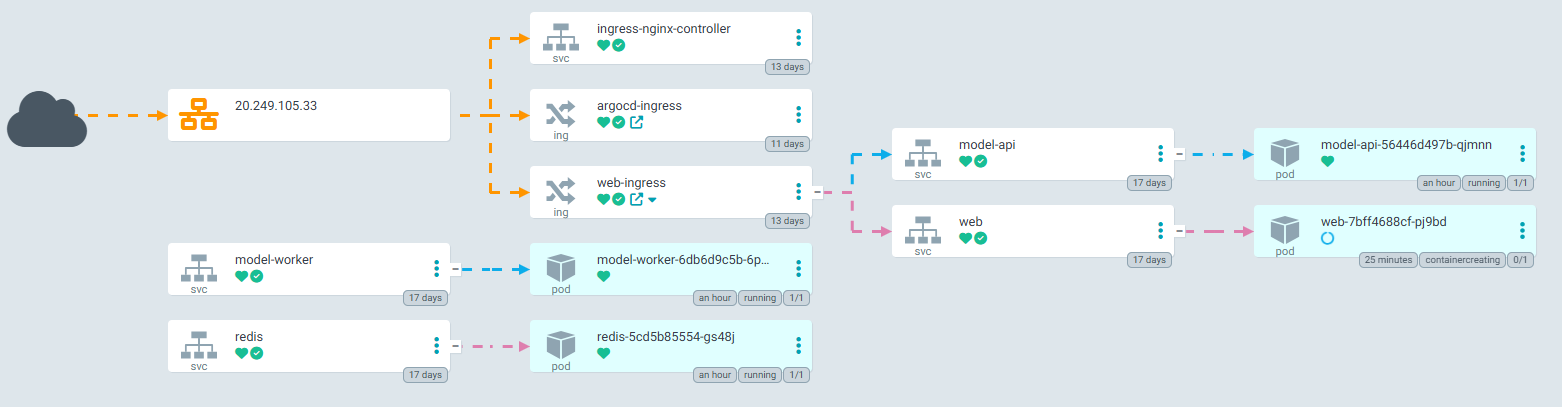 ingress-nginx-controller
svc
13 days
20.249.105.33
argocd-ingress
ing
11 days
web-ingress
ing
13 days
model-api
svc
17 days
model-api-56446d497b-qjmnn
pod
an hour running 1/1
web
svc
17 days
web-7bff4688cf-pj9bd
pod
25 minutes containercreating 0/1
model-worker
svc
17 days
model-worker-6db6d9c5b-6p...
pod
an hour running 1/1
redis
svc
17 days
redis-5cd5b85554-gs48j
pod
an hour running 1/1